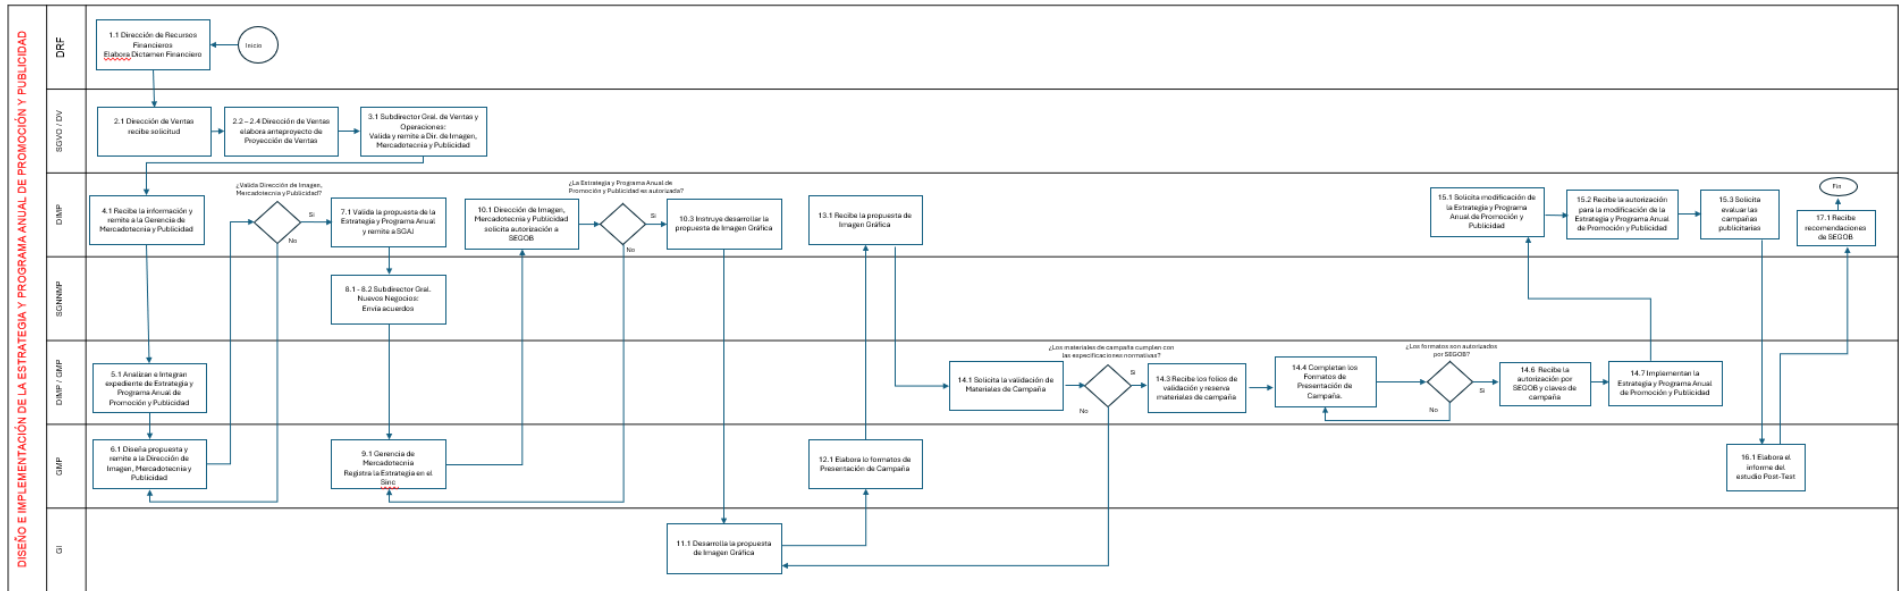 DISEÑO E IMPLEMENTACIÓN DE LA ESTRATEGIA Y PROGRAMA ANUAL DE PROMOCIÓN Y PUBLICIDAD
DRF
1.1 Dirección de Recursos
Financieros
Elabora Dictamen Financiero
Inicio
SGVO / DV
2.1 Dirección de Ventas
recibe solicitud
2.2 – 2.4 Dirección de Ventas
elabora anteproyecto de
Proyección de Ventas
3.1 Subdirector Gral. de Ventas y
Operaciones:
Valida y remite a Dir. de Imagen,
Mercadotecnia y Publicidad
DIMP
4.1 Recibe la información y
remite a la Gerencia de
Mercadotecnia y Publicidad
¿Valida Dirección de Imagen,
Mercadotecnia y Publicidad?
Si
No
7.1 Valida la propuesta de la
Estrategia y Programa Anual
y remite a SGAJ
10.1 Dirección de Imagen,
Mercadotecnia y Publicidad
solicita autorización a
SEGOB
¿La Estrategia y Programa Anual de
Promoción y Publicidad es autorizada?
Si
No
10.3 Instruye desarrollar la
propuesta de Imagen Gráfica
13.1 Recibe la propuesta de
Imagen Gráfica
15.1 Solicita modificación de
la Estrategia y Programa
Anual de Promoción y
Publicidad
15.2 Recibe la autorización
para la modificación de la
Estrategia y Programa Anual
de Promoción y Publicidad
15.3 Solicita
evaluar las
campañas
publicitarias
Fin
17.1 Recibe
recomendaciones
de SEGOB
SGNNMP
8.1 - 8.2 Subdirector Gral.
Nuevos Negocios:
Envía acuerdos
DIMP / GMP
5.1 Analizan e Integran
expediente de Estrategia y
Programa Anual de
Promoción y Publicidad
14.1 Solicita la validación de
Materiales de Campaña
¿Los materiales de campaña cumplen con
las especificaciones normativas?
Si
No
14.3 Recibe los folios de
validación y reserva
materiales de campaña
14.4 Completan los
Formatos de
Presentación de
Campaña.
¿Los formatos son autorizados
por SEGOB?
Si
No
14.6 Recibe la
autorización por
SEGOB y claves de
campaña
14.7 Implementan la
Estrategia y Programa Anual
de Promoción y Publicidad
GMP
6.1 Diseña propuesta y
remite a la Dirección de
Imagen, Mercadotecnia y
Publicidad
9.1 Gerencia de
Mercadotecnia
Registra la Estrategia en el
Sinc
12.1 Elabora lo formatos de
Presentación de Campaña
16.1 Elabora el
informe del
estudio Post-Test
GI
11.1 Desarrolla la propuesta
de Imagen Gráfica